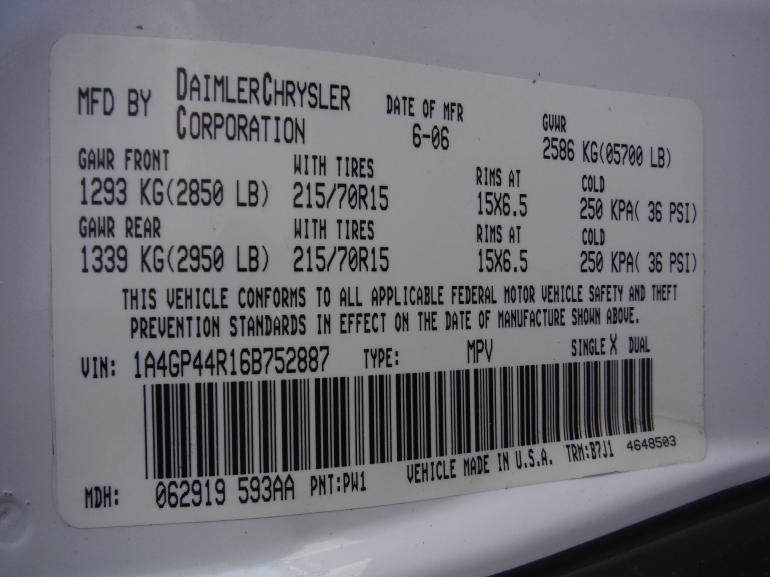 MFD BY DAIMLERCHRYSLER CORPORATION DATE OF MFR 6-06 GVWR 2586 KG(05700 LB)
GAWR FRONT WITH TIRES RIMS AT COLD
1293 KG(2850 LB) 215/70R15 15X6.5 250 KPA( 36 PSI)
GAWR REAR WITH TIRES RIMS AT COLD
1339 KG(2950 LB) 215/70R15 15X6.5 250 KPA( 36 PSI)
THIS VEHICLE CONFORMS TO ALL APPLICABLE FEDERAL MOTOR VEHICLE SAFETY AND THEFT
PREVENTION STANDARDS IN EFFECT ON THE DATE OF MANUFACTURE SHOWN ABOVE.
VIN: 1A4GP44R16B752887 TYPE: MPV SINGLE X DUAL
MDH: 062919 593AA PNT:PW1 VEHICLE MADE IN U.S.A. TRM:B7J1 4648503